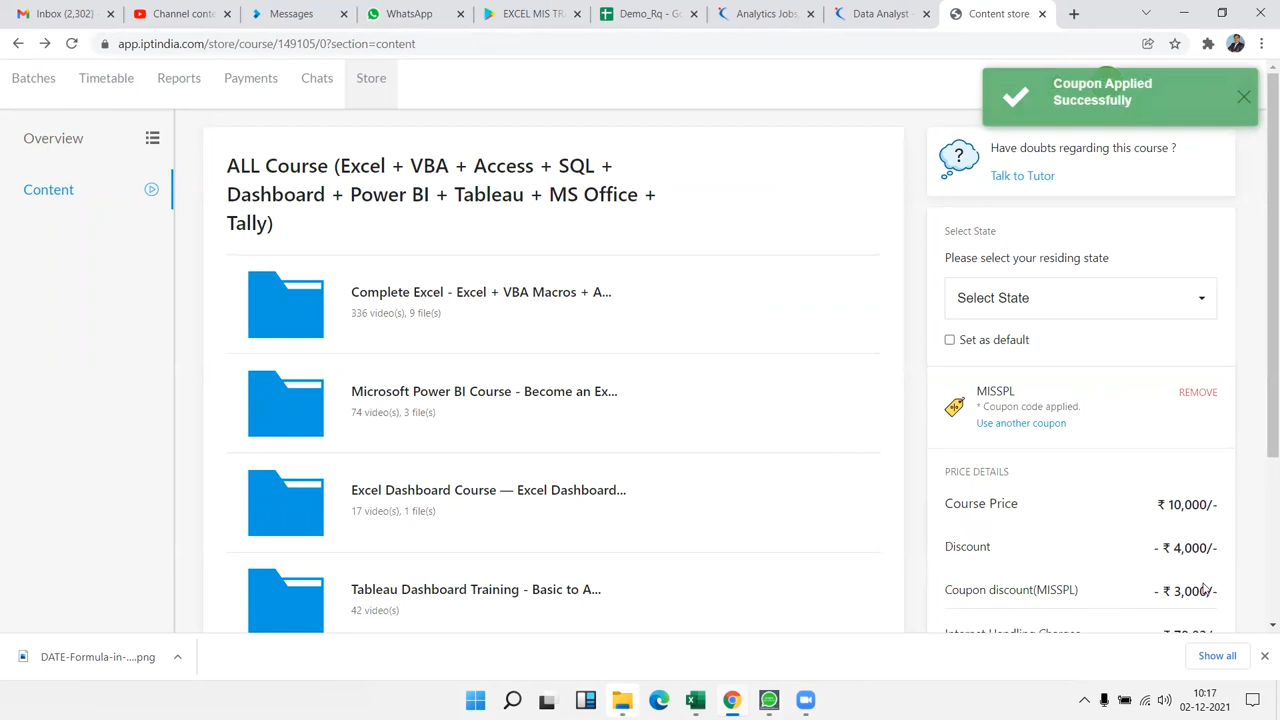 Inbox (2,302)
Channel conte
Messages
WhatsApp
EXCEL MIS TRA
Demo_Rq - Go
Analytics Jobs,
Data Analyst -
Content store
app.iptindia.com/store/course/149105/0?section=content
Batches
Timetable
Reports
Payments
Chats
Store
Coupon Applied
Successfully
Overview
Content
ALL Course (Excel + VBA + Access + SQL +
Dashboard + Power BI + Tableau + MS Office +
Tally)
Complete Excel - Excel + VBA Macros + A...
336 video(s), 9 file(s)
Microsoft Power BI Course - Become an Ex...
74 video(s), 3 file(s)
Excel Dashboard Course — Excel Dashboard...
17 video(s), 1 file(s)
Tableau Dashboard Training - Basic to A...
42 video(s)
Have doubts regarding this course ?
Talk to Tutor
Select State
Please select your residing state
Select State
Set as default
MISSPL
REMOVE
* Coupon code applied.
Use another coupon
PRICE DETAILS
Course Price ₹ 10,000/-
Discount - ₹ 4,000/-
Coupon discount(MISSPL) - ₹ 3,000/-
Internet Handling Charges
DATE-Formula-in-....png
Show all
10:17
02-12-2021